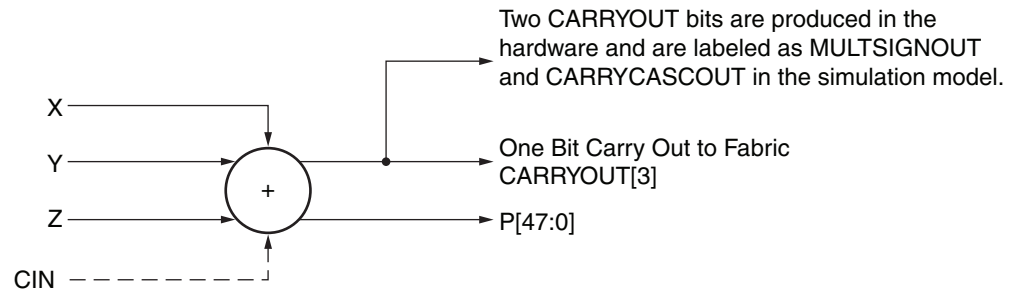 Two CARRYOUT bits are produced in the
hardware and are labeled as MULTSIGNOUT
and CARRYCASCOUT in the simulation model.
X
Y
One Bit Carry Out to Fabric
CARRYOUT[3]
+
Z
P[47:0]
CIN